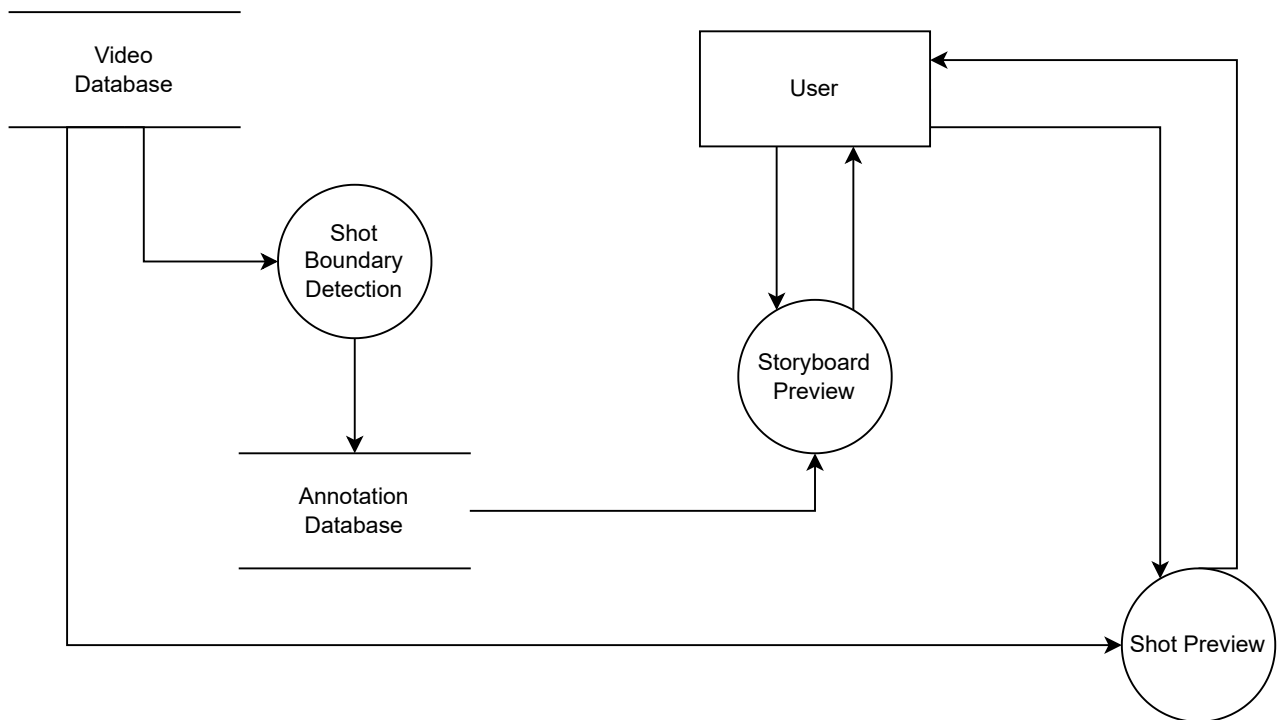 Video
Database
User
Shot
Boundary
Detection
Storyboard
Preview
Annotation
Database
Shot Preview